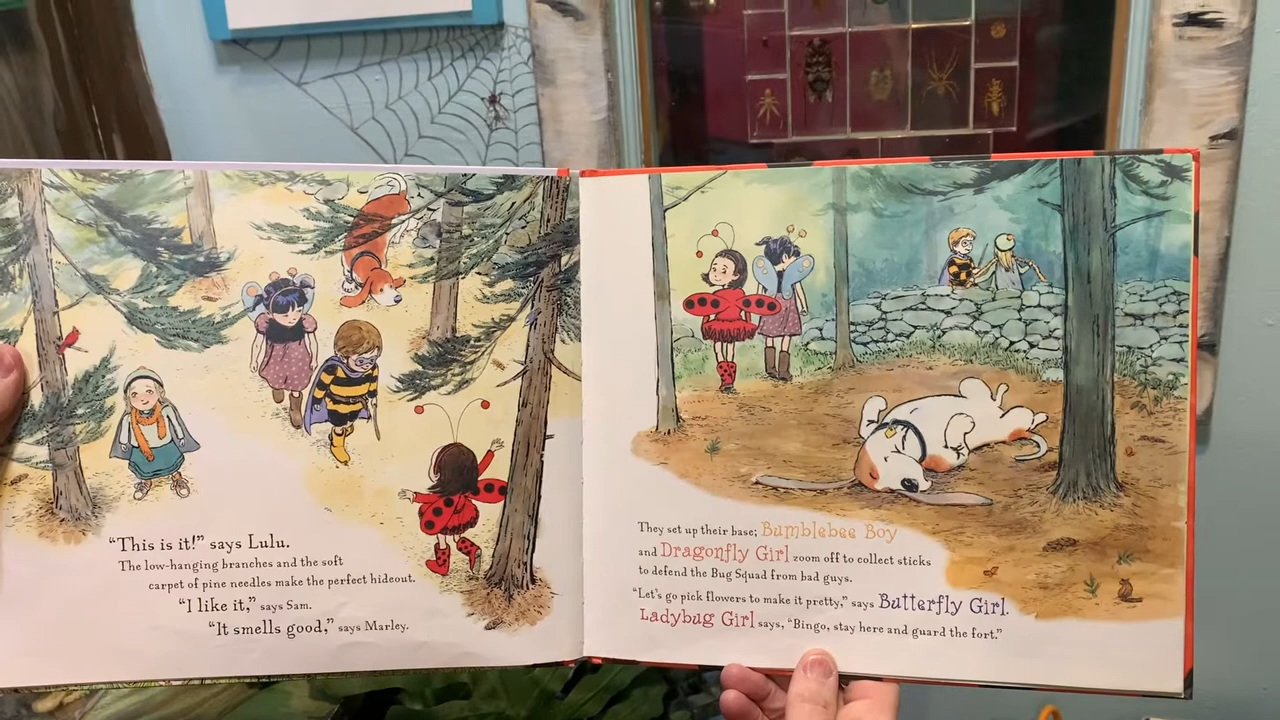 “This is it!” says Lulu.
The low-hanging branches and the soft
carpet of pine needles make the perfect hideout.
“I like it,” says Sam.
“It smells good,” says Marley.
They set up their base; Bumblebee Boy
and Dragonfly Girl zoom off to collect sticks
to defend the Bug Squad from bad guys.
“Let’s go pick flowers to make it pretty,” says Butterfly Girl.
Ladybug Girl says, “Bingo, stay here and guard the fort.”